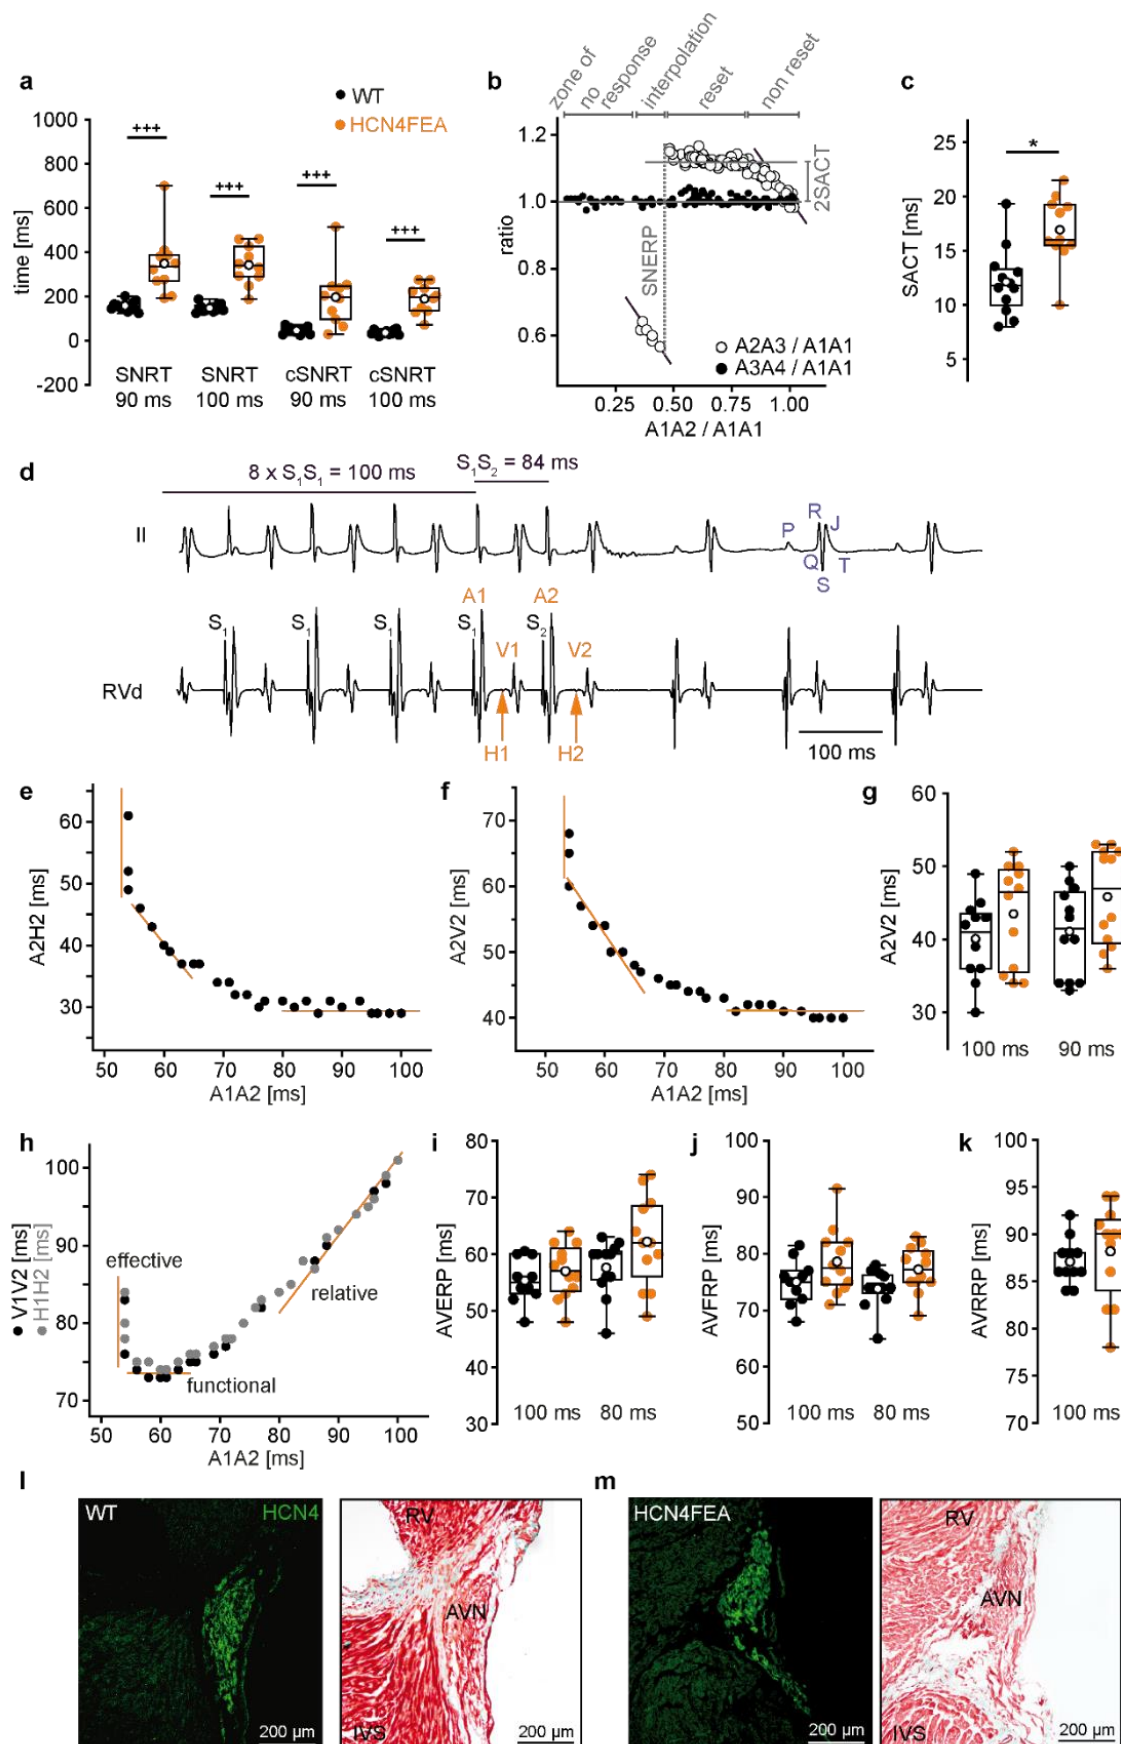 a
WT
HCN4FEA
+++
+++
+++
+++
time [ms]
1000
800
600
400
200
0
-200
SNRT 90 ms
SNRT 100 ms
cSNRT 90 ms
cSNRT 100 ms
b
zone of no response
interpolation
reset
non reset
ratio
1.2
1.0
0.8
0.6
SNERP
2SACT
A2A3 / A1A1
A3A4 / A1A1
0.25 0.50 0.75 1.00
A1A2 / A1A1
c
*
SACT [ms]
25
20
15
10
5
d
8 x S1S1 = 100 ms
S1S2 = 84 ms
II
P R J Q S T
A1 A2
S1 S1 S1 S1 S2
V1 V2
RVd
H1 H2
100 ms
e
A2H2 [ms]
60
50
40
30
50 60 70 80 90 100
A1A2 [ms]
f
A2V2 [ms]
70
60
50
40
50 60 70 80 90 100
A1A2 [ms]
g
A2V2 [ms]
60
50
40
30
100 ms 90 ms
h
V1V2 [ms]
H1H2 [ms]
100
90
80
70
effective
relative
functional
50 60 70 80 90 100
A1A2 [ms]
i
AVERP [ms]
80
70
60
50
40
30
100 ms 80 ms
j
AVFRP [ms]
100
90
80
70
60
50
100 ms 80 ms
k
AVRRP [ms]
100
95
90
85
80
75
70
100 ms
l
WT
HCN4
200 µm
RV
AVN
IVS
200 µm
m
HCN4FEA
200 µm
RV
AVN
IVS
200 µm